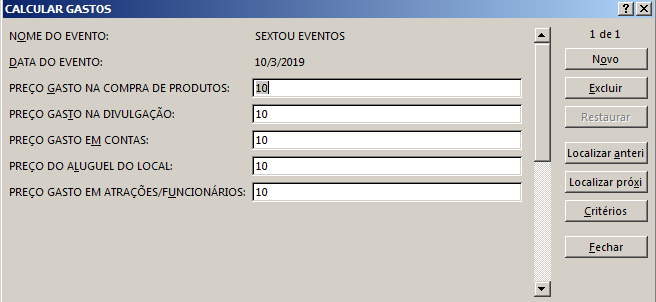 CALCULAR GASTOS
NOME DO EVENTO: SEXTOU EVENTOS
1 de 1
DATA DO EVENTO: 10/3/2019
Novo
PREÇO GASTO NA COMPRA DE PRODUTOS: 10
Excluir
PREÇO GASTO NA DIVULGAÇÃO: 10
Restaurar
PREÇO GASTO EM CONTAS: 10
Localizar anteri
PREÇO DO ALUGUEL DO LOCAL: 10
Localizar próxi
PREÇO GASTO EM ATRAÇÕES/FUNCIONÁRIOS: 10
Critérios
Fechar